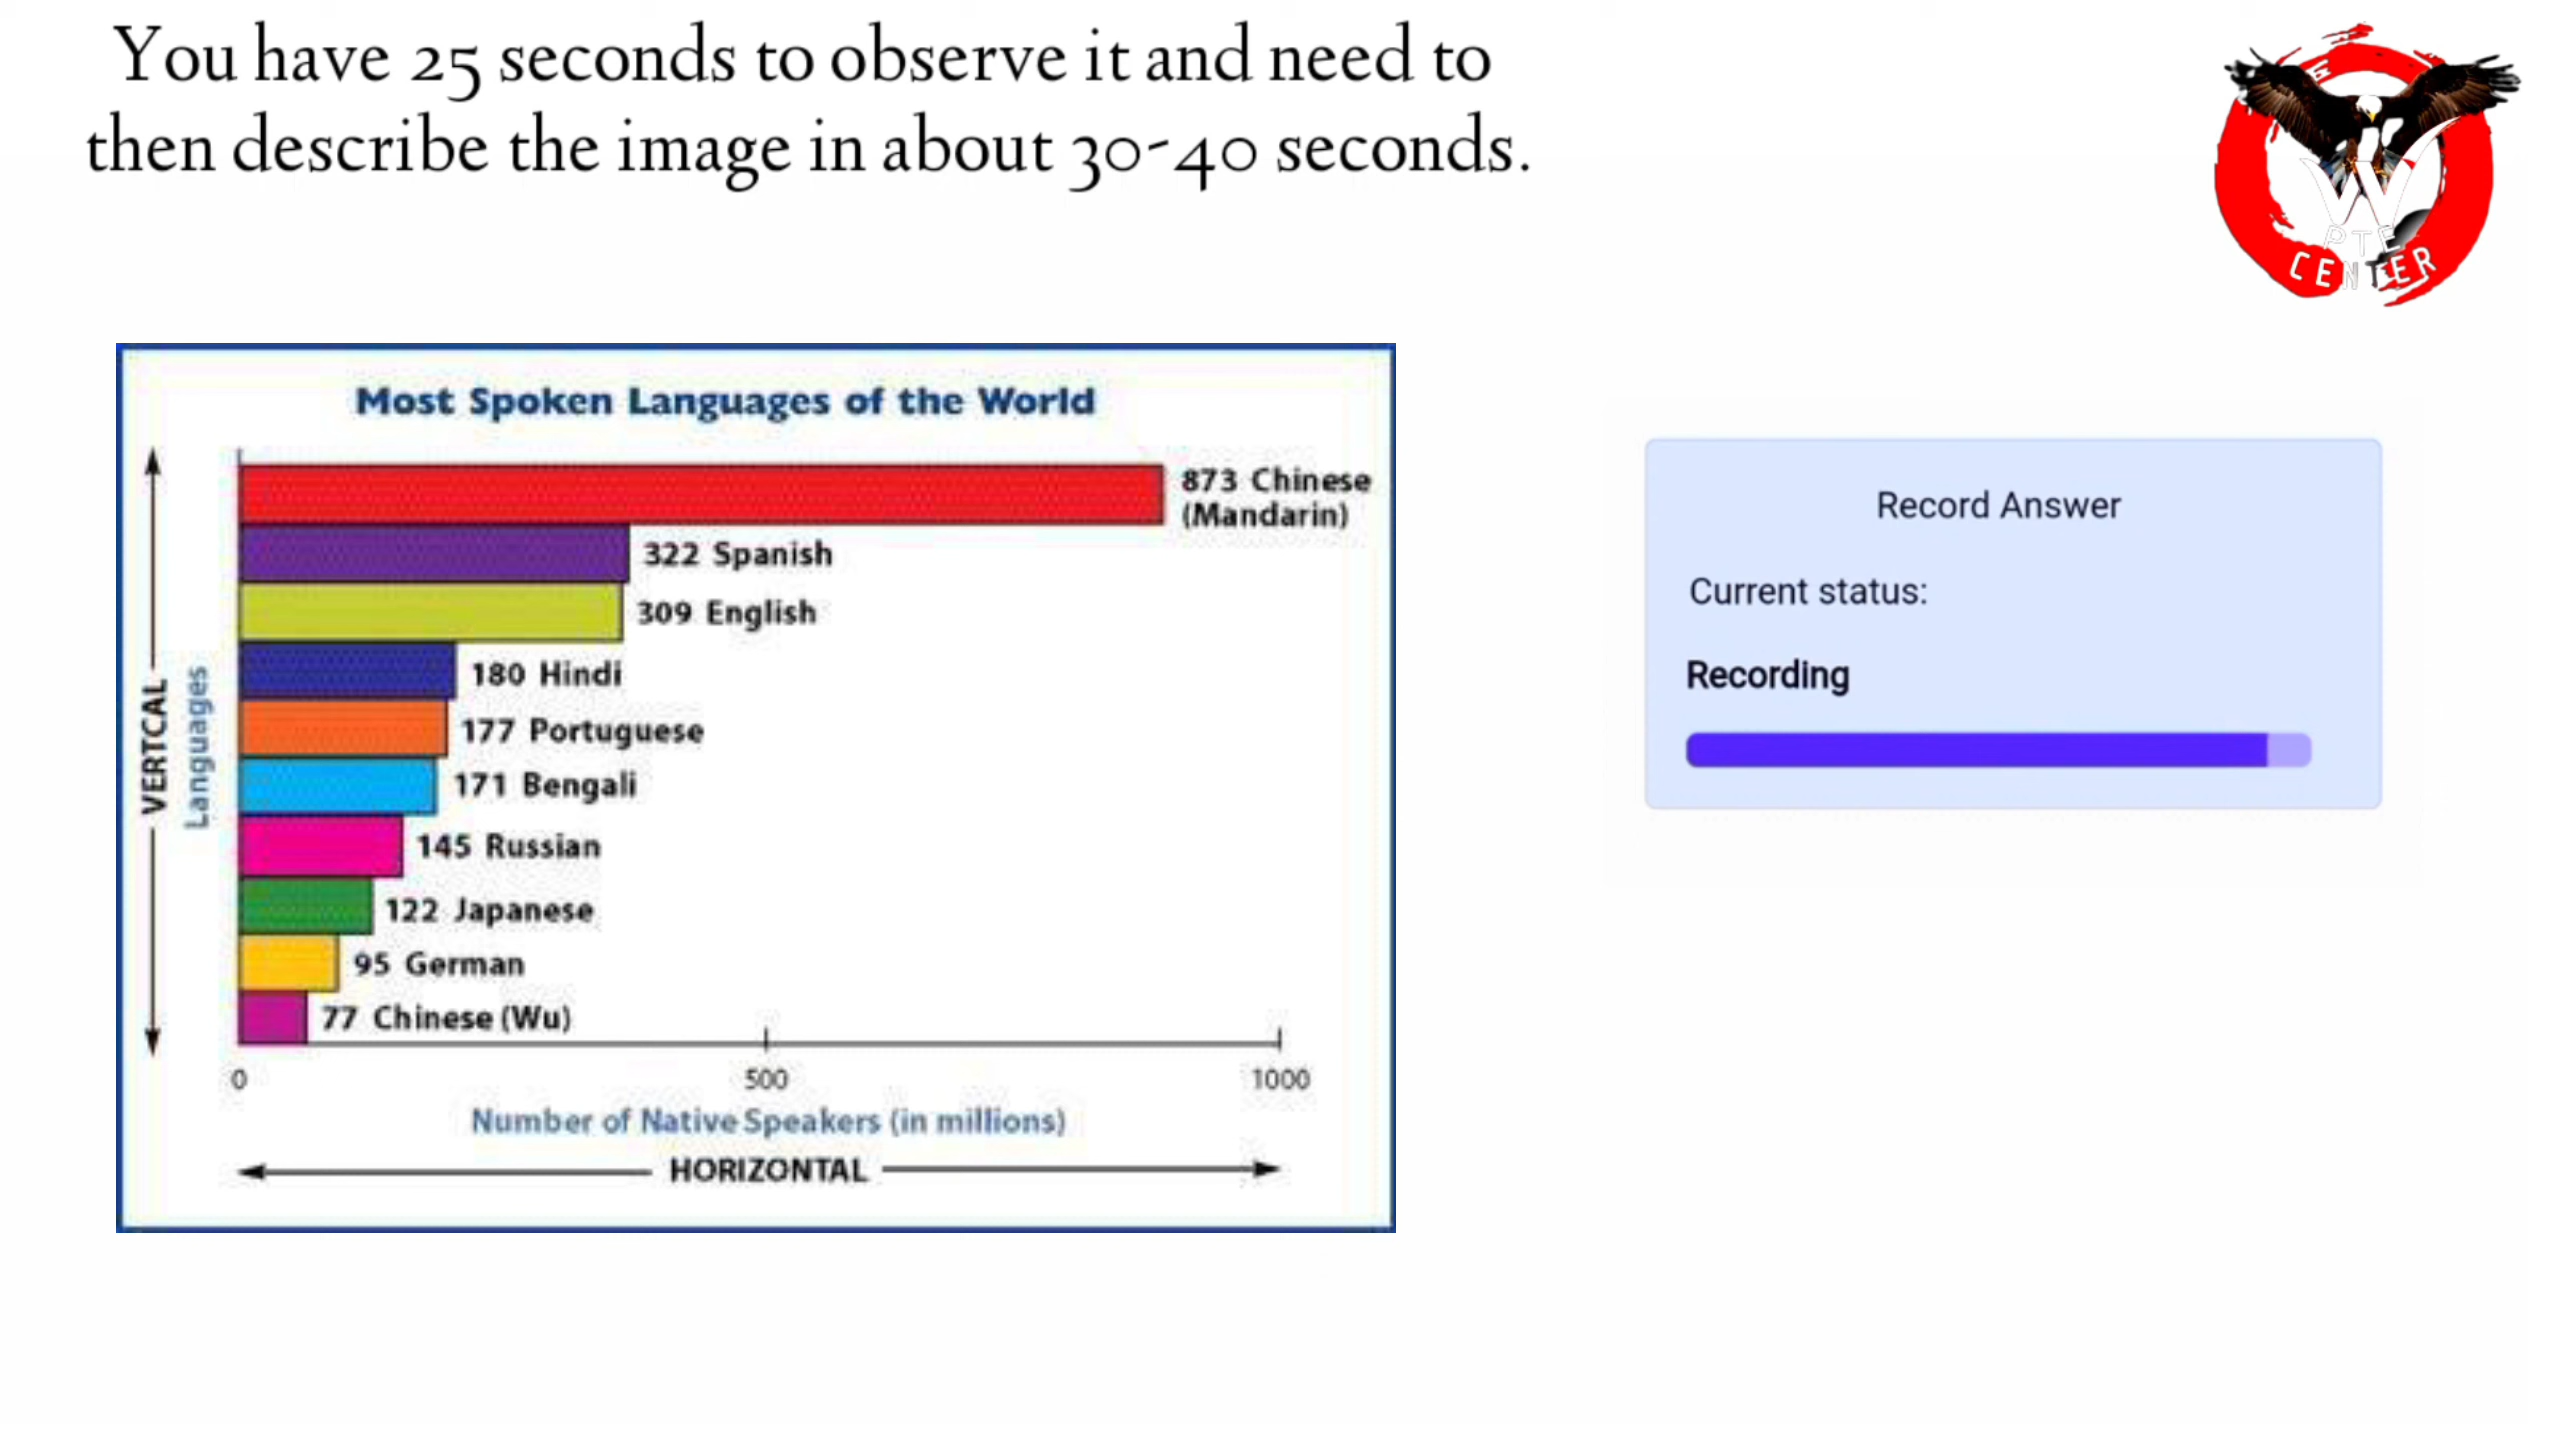 You have 25 seconds to observe it and need to
then describe the image in about 30-40 seconds.
PTE
CENTER
Most Spoken Languages of the World
873 Chinese
(Mandarin)
322 Spanish
309 English
180 Hindi
177 Portuguese
171 Bengali
145 Russian
122 Japanese
95 German
77 Chinese (Wu)
VERTCAL
Languages
0 500 1000
Number of Native Speakers (in millions)
HORIZONTAL
Record Answer
Current status:
Recording